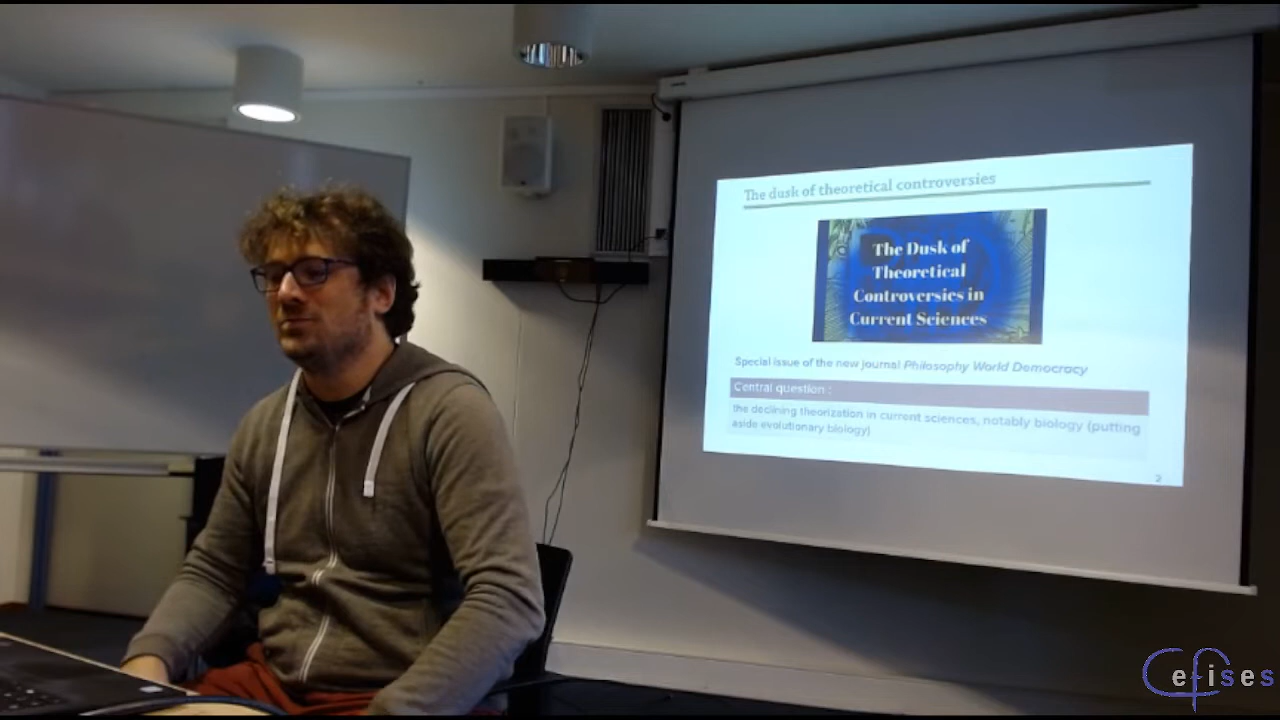 The dusk of theoretical controversies
The Dusk of
Theoretical
Controversies in
Current Sciences
Special issue of the new journal Philosophy World Democracy
Central question :
the declining theorization in current sciences, notably biology (putting
aside evolutionary biology)
2
Cefises